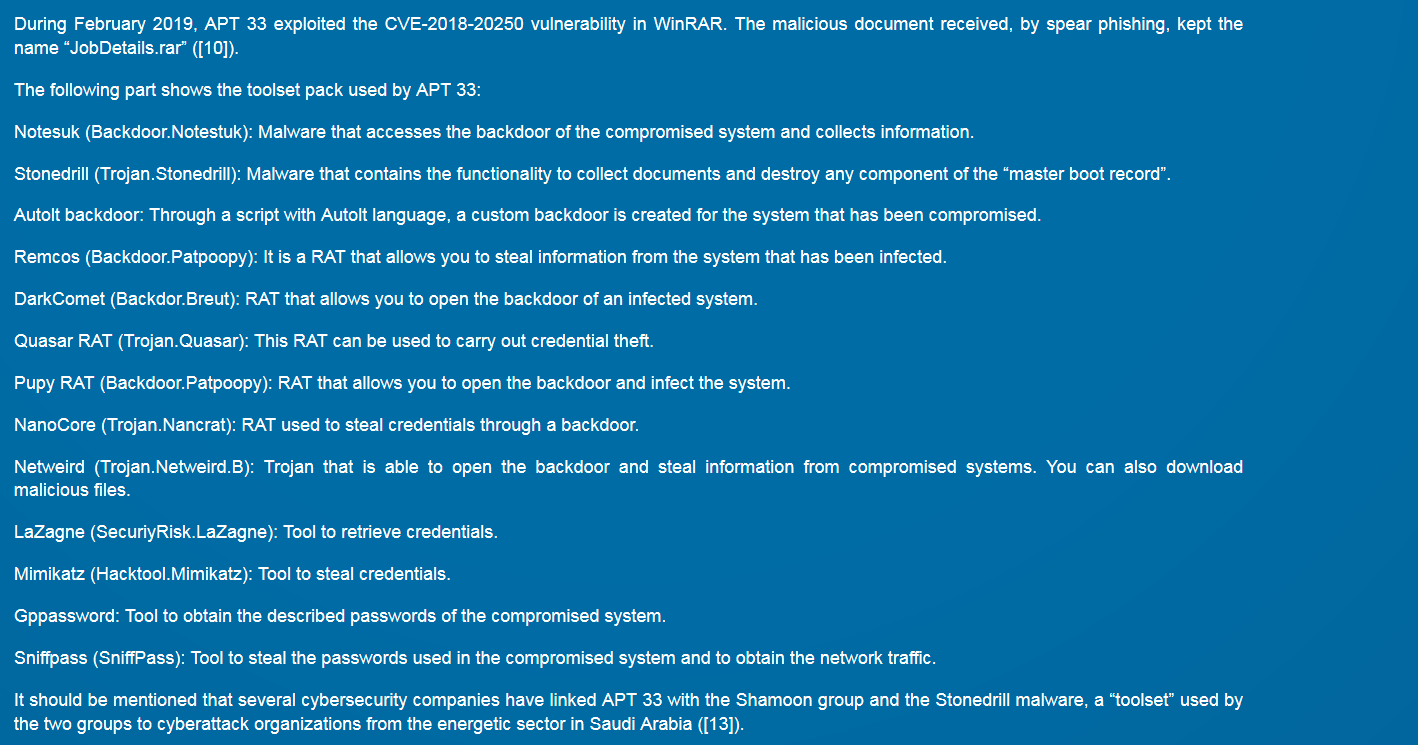 During February 2019, APT 33 exploited the CVE-2018-20250 vulnerability in WinRAR. The malicious document received, by spear phishing, kept the
name “JobDetails.rar” ([10]).
The following part shows the toolset pack used by APT 33:
Notesuk (Backdoor.Notestuk): Malware that accesses the backdoor of the compromised system and collects information.
Stonedrill (Trojan.Stonedrill): Malware that contains the functionality to collect documents and destroy any component of the “master boot record”.
AutoIt backdoor: Through a script with AutoIt language, a custom backdoor is created for the system that has been compromised.
Remcos (Backdoor.Patpoopy): It is a RAT that allows you to steal information from the system that has been infected.
DarkComet (Backdor.Breut): RAT that allows you to open the backdoor of an infected system.
Quasar RAT (Trojan.Quasar): This RAT can be used to carry out credential theft.
Pupy RAT (Backdoor.Patpoopy): RAT that allows you to open the backdoor and infect the system.
NanoCore (Trojan.Nancrat): RAT used to steal credentials through a backdoor.
Netweird (Trojan.Netweird.B): Trojan that is able to open the backdoor and steal information from compromised systems. You can also download
malicious files.
LaZagne (SecuriyRisk.LaZagne): Tool to retrieve credentials.
Mimikatz (Hacktool.Mimikatz): Tool to steal credentials.
Gppassword: Tool to obtain the described passwords of the compromised system.
Sniffpass (SniffPass): Tool to steal the passwords used in the compromised system and to obtain the network traffic.
It should be mentioned that several cybersecurity companies have linked APT 33 with the Shamoon group and the Stonedrill malware, a “toolset” used by
the two groups to cyberattack organizations from the energetic sector in Saudi Arabia ([13]).